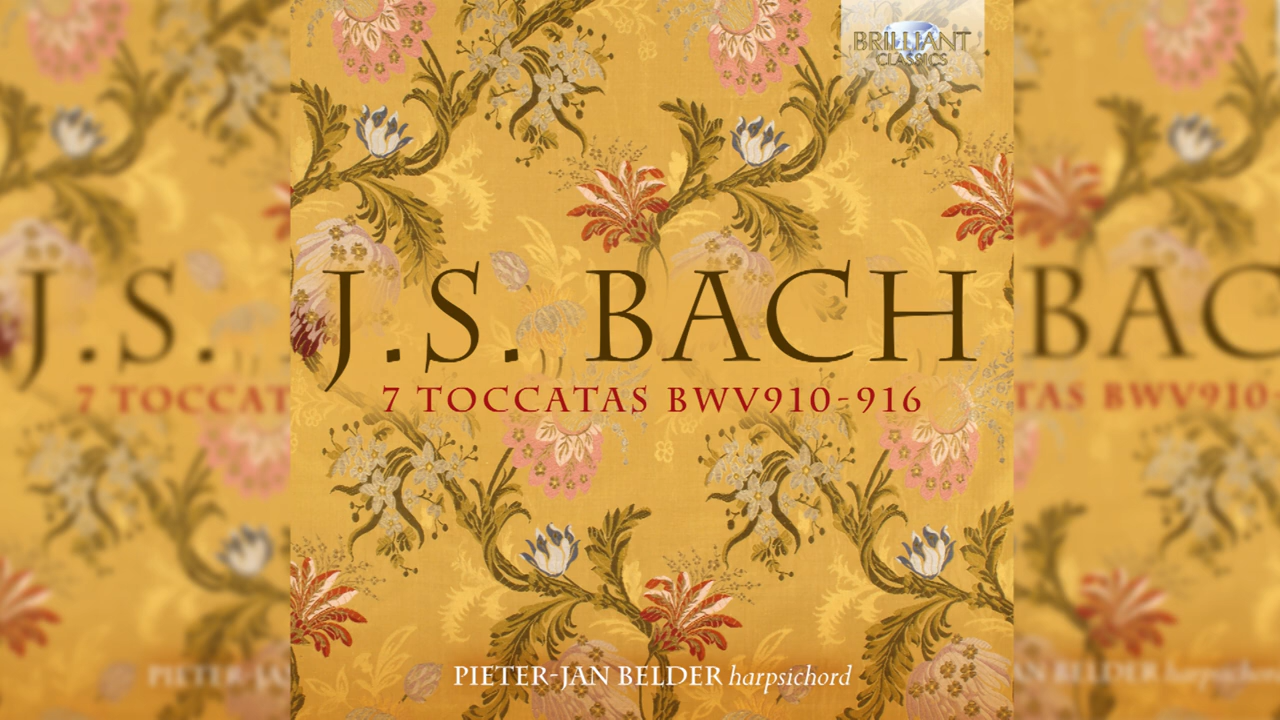 BRILLIANT
CLASSICS
J.S. BACH
7 TOCCATAS BWV910-916
PIETER-JAN BELDER harpsichord